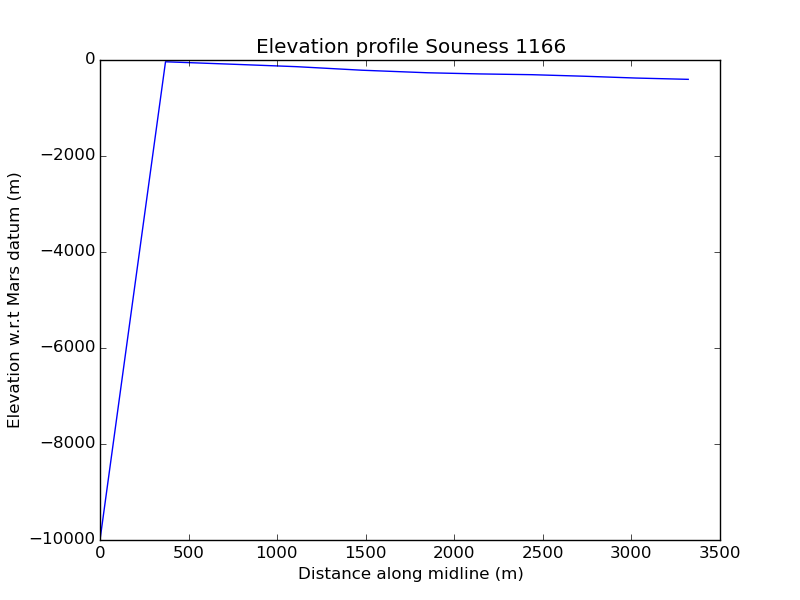 Elevation profile Souness 1166
Elevation w.r.t Mars datum (m)
0
−2000
−4000
−6000
−8000
−10000
0 500 1000 1500 2000 2500 3000 3500
Distance along midline (m)